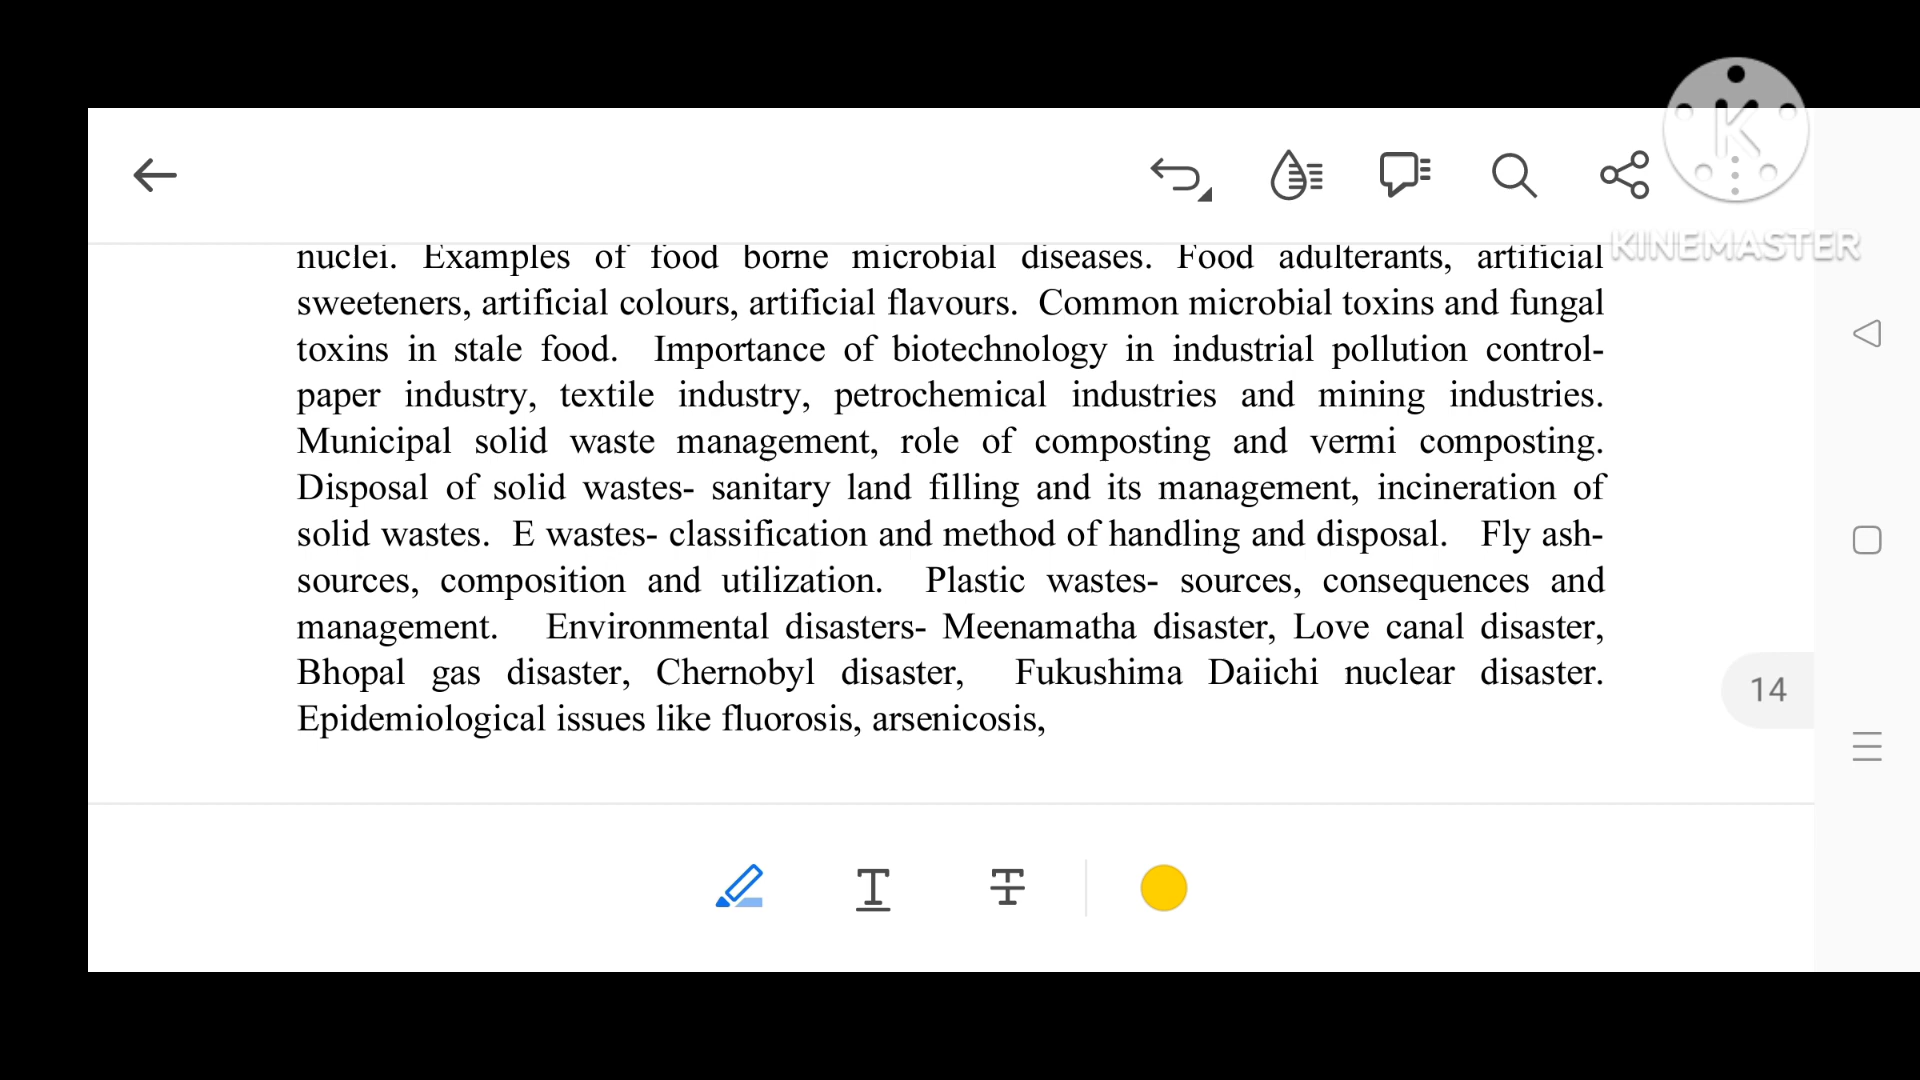 KINEMASTER
nuclei. Examples of food borne microbial diseases. Food adulterants, artificial
sweeteners, artificial colours, artificial flavours. Common microbial toxins and fungal
toxins in stale food. Importance of biotechnology in industrial pollution control-
paper industry, textile industry, petrochemical industries and mining industries.
Municipal solid waste management, role of composting and vermi composting.
Disposal of solid wastes- sanitary land filling and its management, incineration of
solid wastes. E wastes- classification and method of handling and disposal. Fly ash-
sources, composition and utilization. Plastic wastes- sources, consequences and
management. Environmental disasters- Meenamatha disaster, Love canal disaster,
Bhopal gas disaster, Chernobyl disaster, Fukushima Daiichi nuclear disaster.
Epidemiological issues like fluorosis, arsenicosis,
14